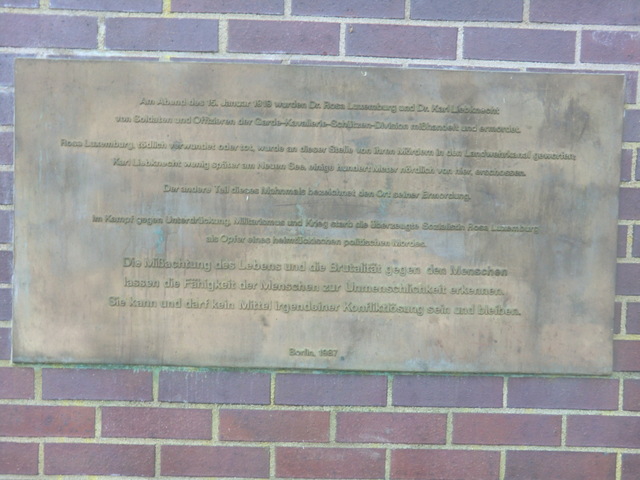 Am Abend des 15. Januar 1919 wurden Dr. Rosa Luxemburg und Dr. Karl Liebknecht
von Soldaten und Offizieren der Garde-Kavallerie-Schützen-Division mißhandelt und ermordet.
Rosa Luxemburg, tödlich verwundet oder tot, wurde an dieser Stelle von ihren Mördern in den Landwehrkanal geworfen;
Karl Liebknecht wenig später am Neuen See, einige hundert Meter nördlich von hier, erschossen.
Der andere Teil dieses Mahnmals bezeichnet den Ort seiner Ermordung.
Im Kampf gegen Unterdrückung, Militarismus und Krieg starb die überzeugte Sozialistin Rosa Luxemburg
als Opfer eines heimtückischen politischen Mordes.
Die Mißachtung des Lebens und die Brutalität gegen den Menschen
lassen die Fähigkeit der Menschen zur Unmenschlichkeit erkennen.
Sie kann und darf kein Mittel irgendeiner Konfliktlösung sein und bleiben.
Berlin, 1987